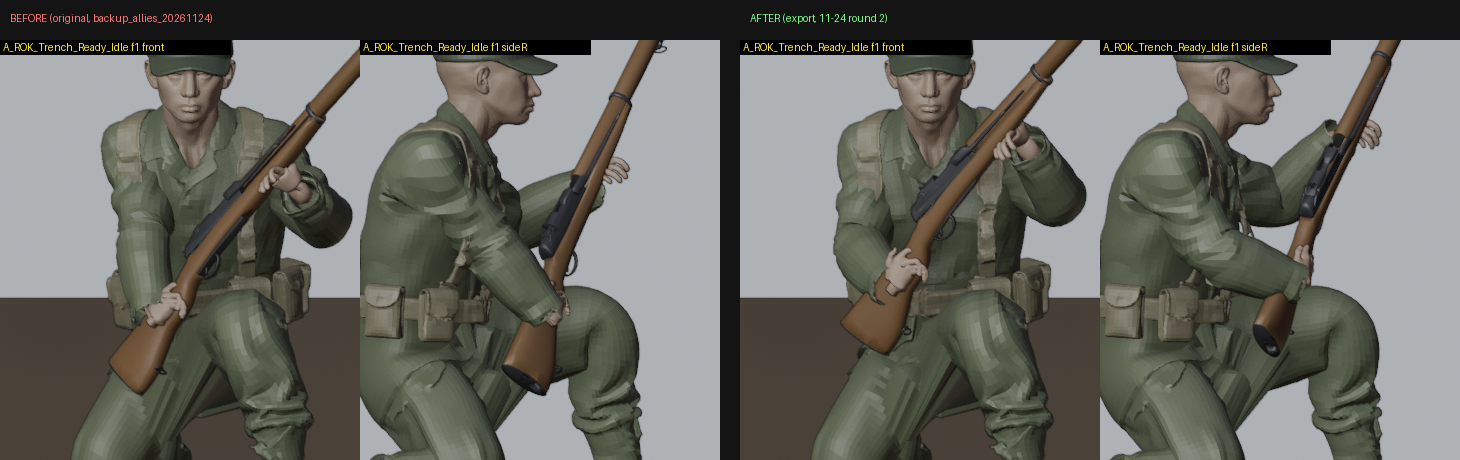 BEFORE (original, backup_allies_20261124)
AFTER (export, 11-24 round 2)
A_ROK_Trench_Ready_Idle f1 front
A_ROK_Trench_Ready_Idle f1 sideR
A_ROK_Trench_Ready_Idle f1 front
A_ROK_Trench_Ready_Idle f1 sideR